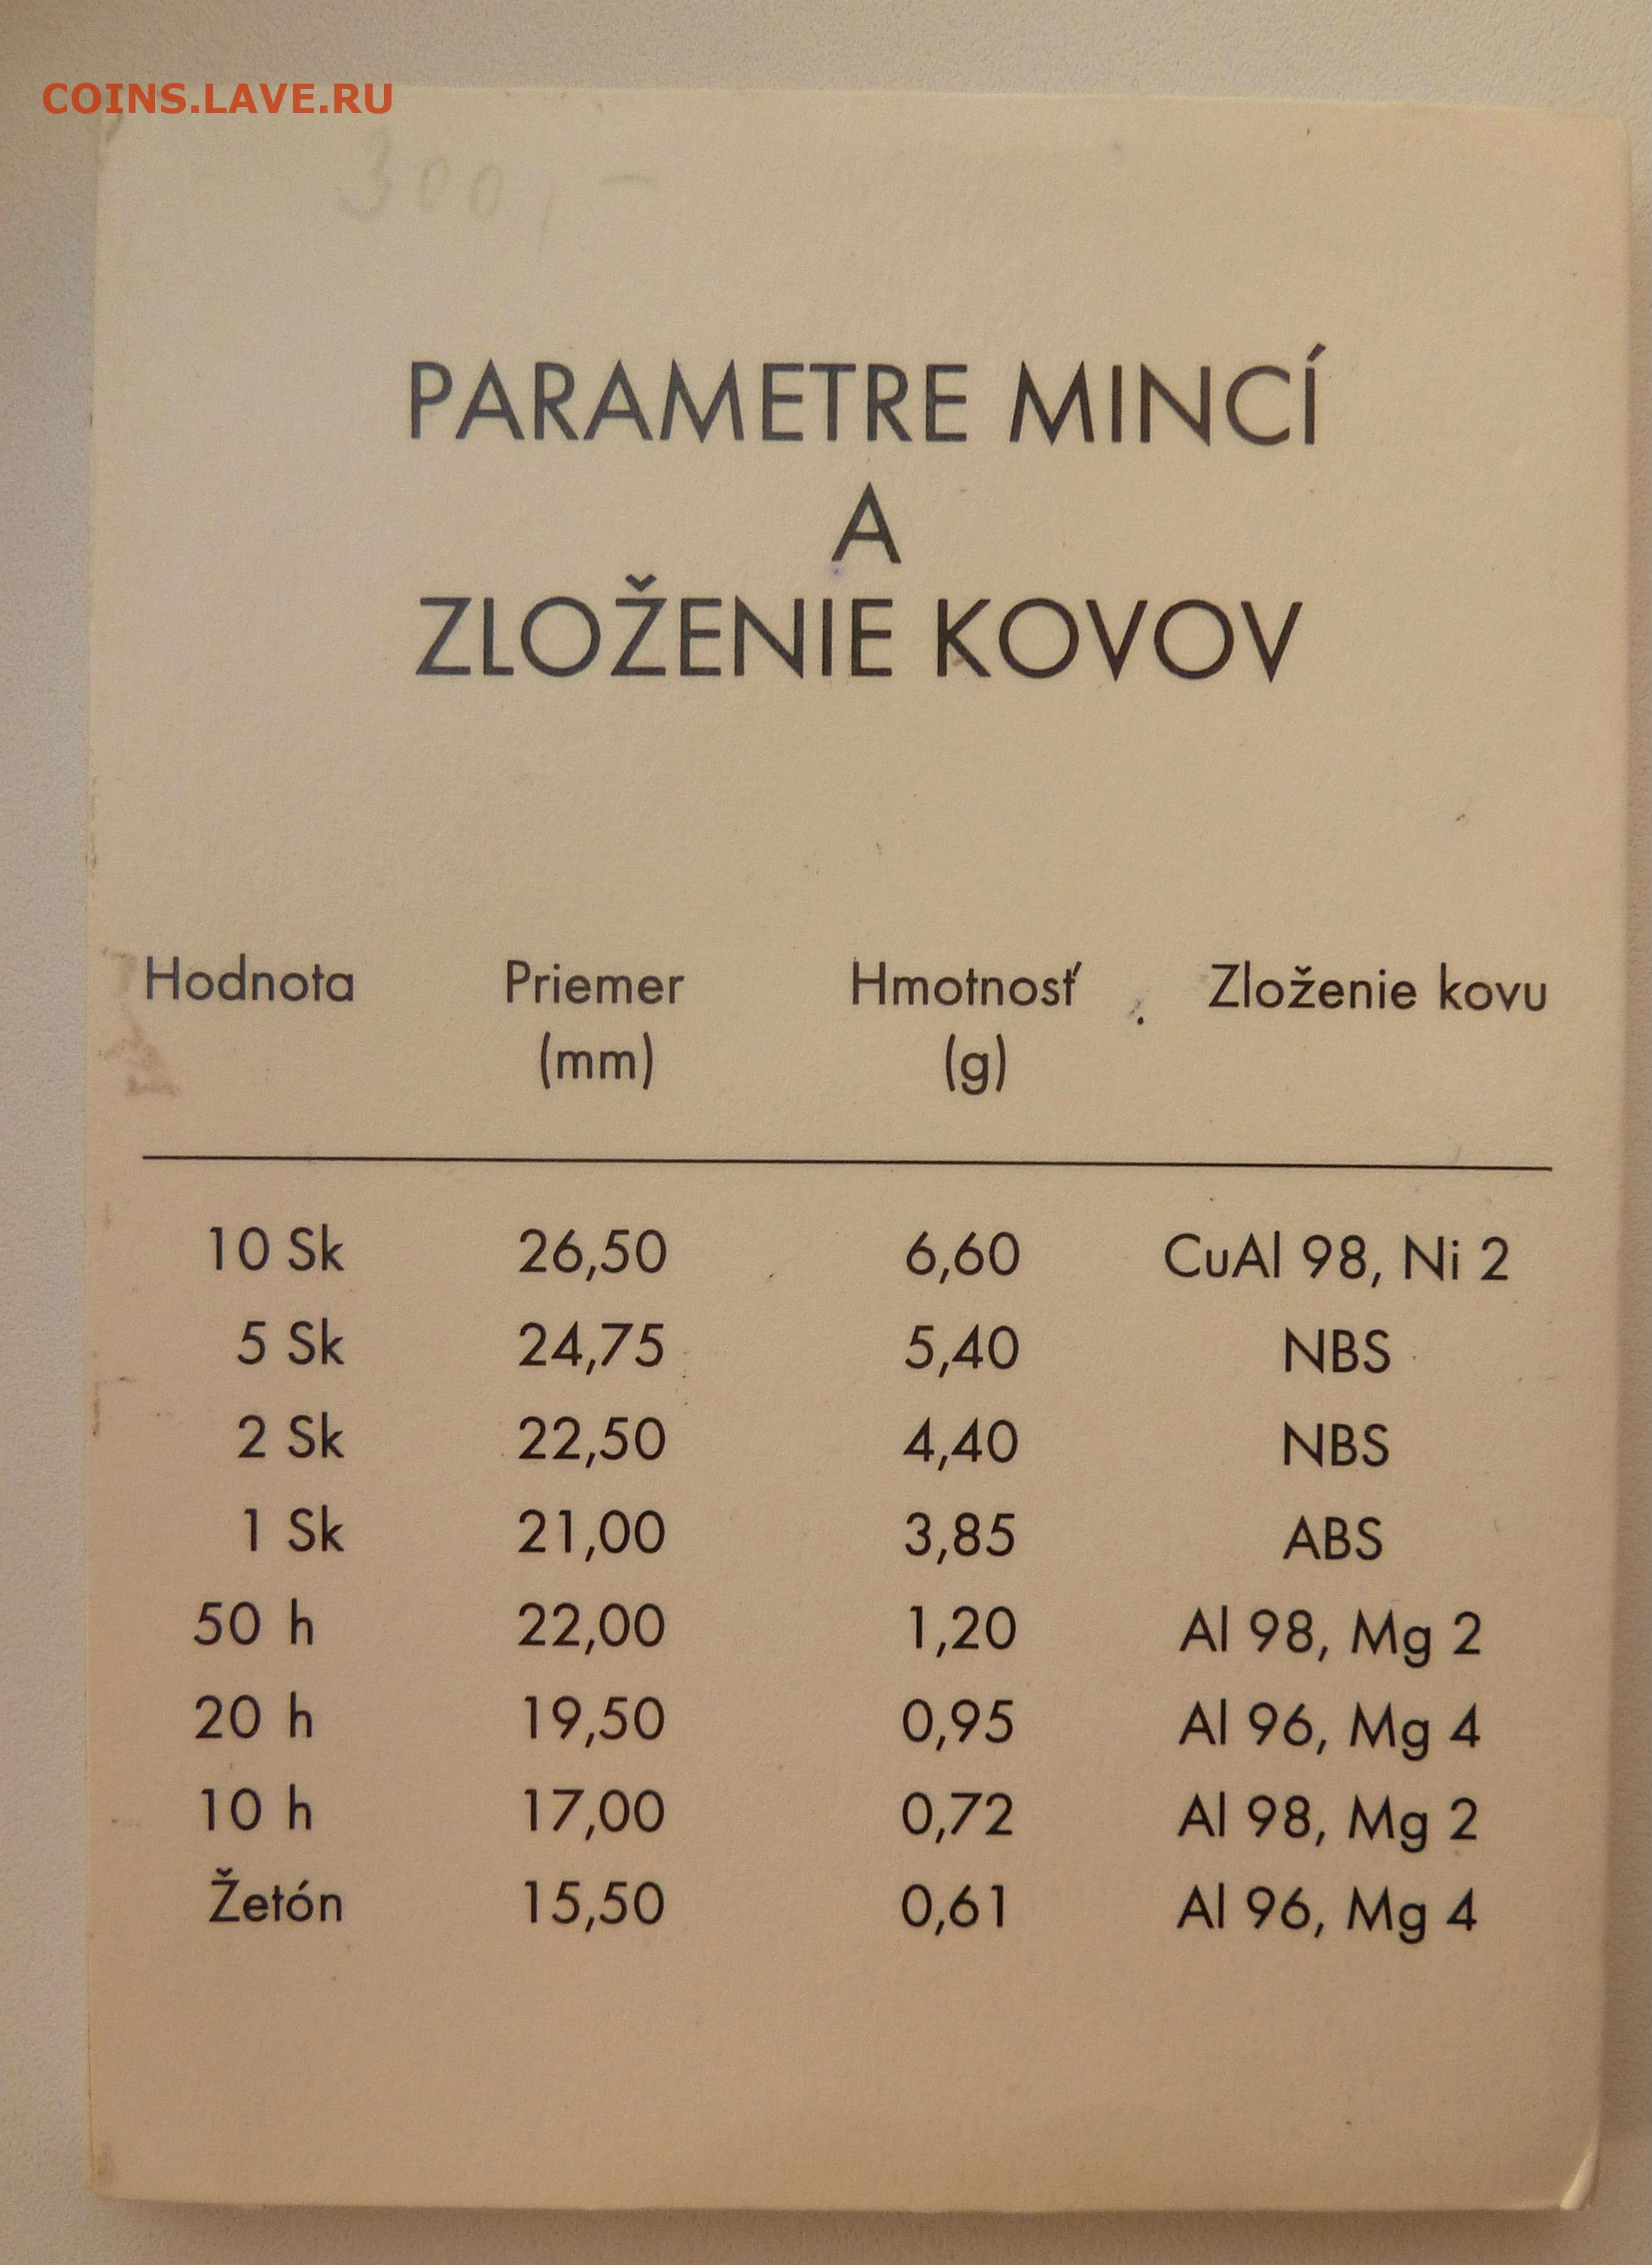 COINS.LAVE.RU
300,-
PARAMETRE MINCÍ
A
ZLOŽENIE KOVOV
Hodnota Priemer Hmotnosť Zloženie kovu
(mm) (g)
10 Sk 26,50 6,60 CuAl 98, Ni 2
5 Sk 24,75 5,40 NBS
2 Sk 22,50 4,40 NBS
1 Sk 21,00 3,85 ABS
50 h 22,00 1,20 Al 98, Mg 2
20 h 19,50 0,95 Al 96, Mg 4
10 h 17,00 0,72 Al 98, Mg 2
Žetón 15,50 0,61 Al 96, Mg 4